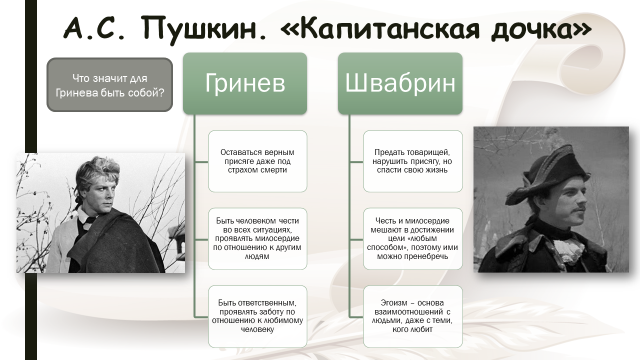 А.С. Пушкин. «Капитанская дочка»
Что значит для
Гринева быть собой?
Гринев
Швабрин
Оставаться верным
присяге даже под
страхом смерти
Предать товарищей,
нарушить присягу, но
спасти свою жизнь
Быть человеком чести
во всех ситуациях,
проявлять милосердие
по отношению к другим
людям
Честь и милосердие
мешают в достижении
цели «любым
способом», поэтому ими
можно пренебречь
Быть ответственным,
проявлять заботу по
отношению к любимому
человеку
Эгоизм – основа
взаимоотношений с
людьми, даже с теми,
кого любит